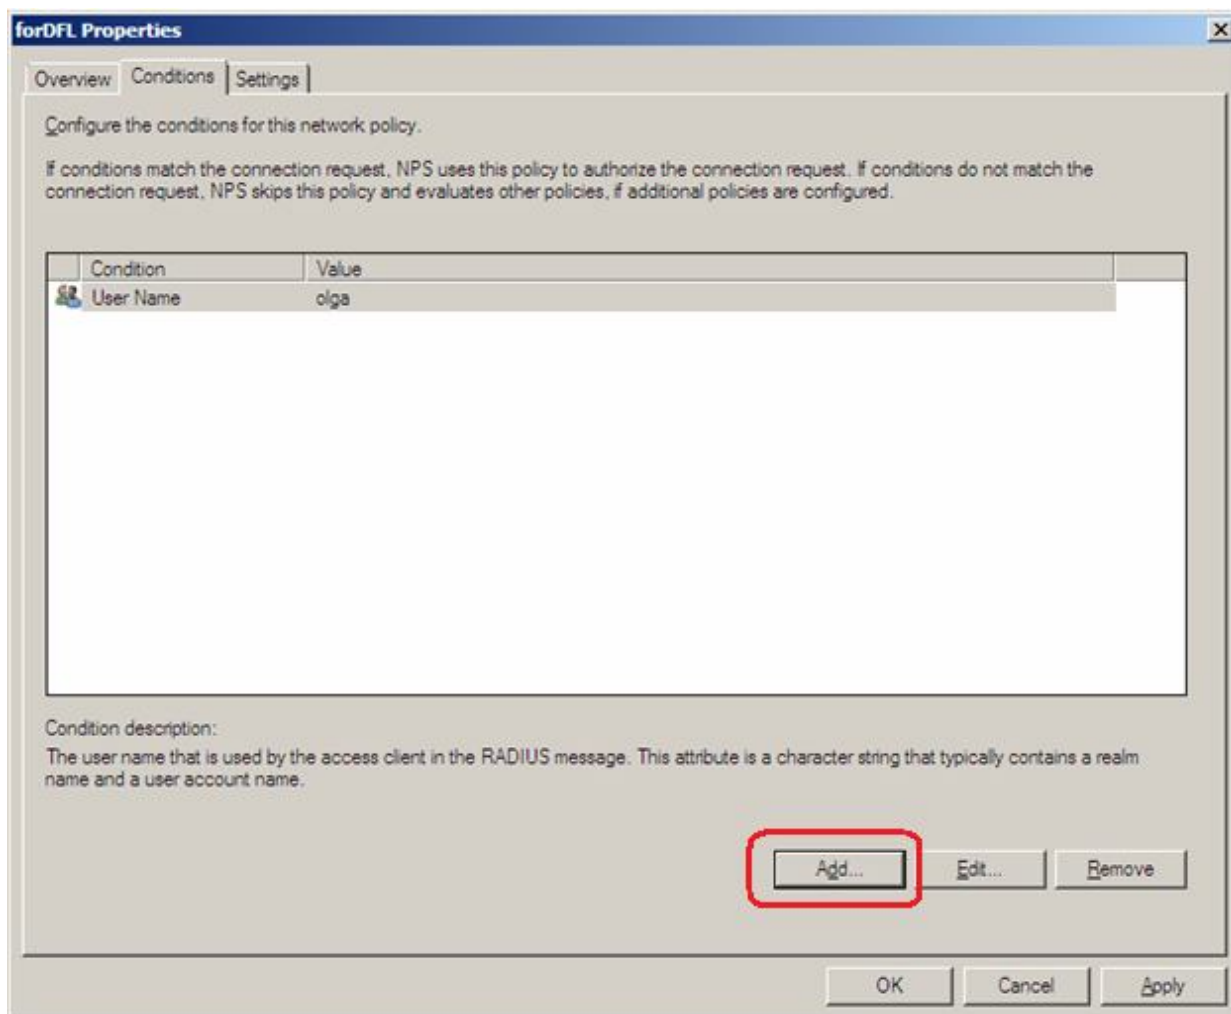 forDFL Properties
Overview Conditions Settings
Configure the conditions for this network policy.
If conditions match the connection request, NPS uses this policy to authorize the connection request. If conditions do not match the
connection request, NPS skips this policy and evaluates other policies, if additional policies are configured.
Condition Value
User Name olga
Condition description:
The user name that is used by the access client in the RADIUS message. This attribute is a character string that typically contains a realm
name and a user account name.
Add... Edit... Remove
OK Cancel Apply